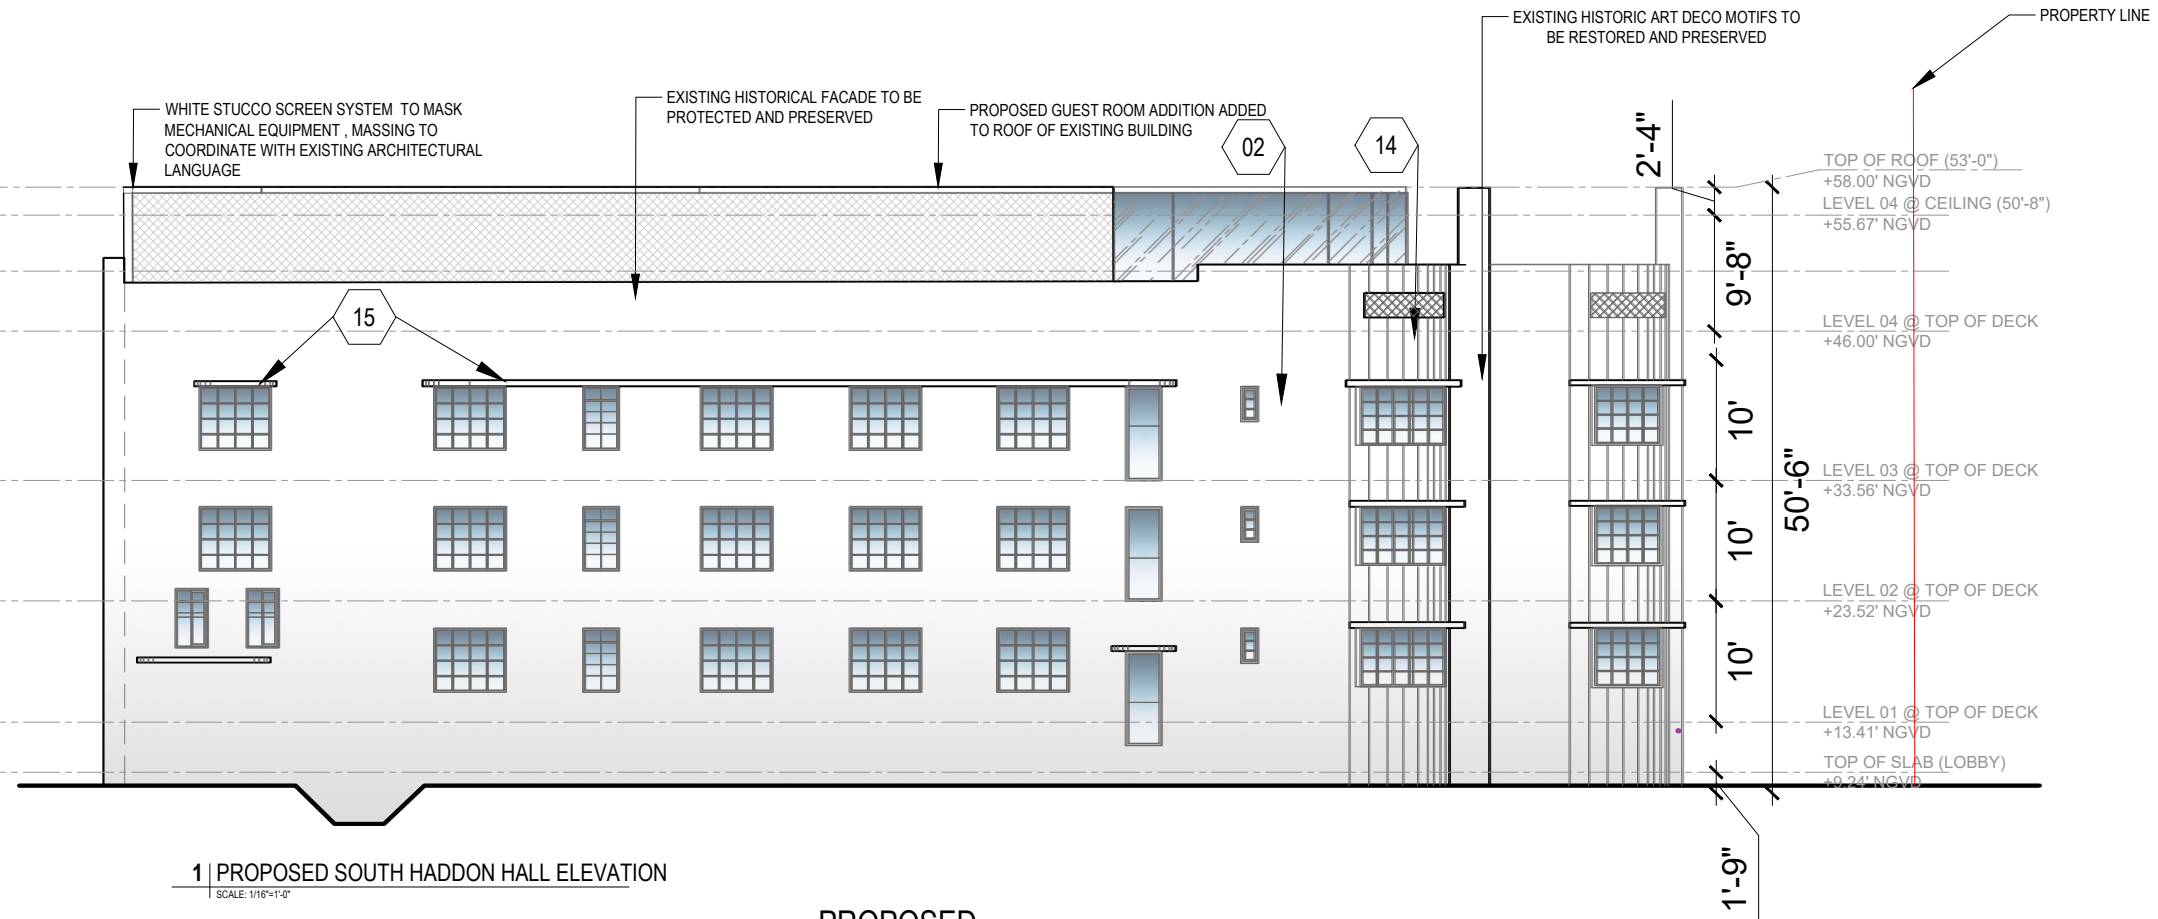 EXISTING HISTORIC ART DECO MOTIFS TO
BE RESTORED AND PRESERVED
PROPERTY LINE
WHITE STUCCO SCREEN SYSTEM TO MASK
MECHANICAL EQUIPMENT , MASSING TO
COORDINATE WITH EXISTING ARCHITECTURAL
LANGUAGE
EXISTING HISTORICAL FACADE TO BE
PROTECTED AND PRESERVED
PROPOSED GUEST ROOM ADDITION ADDED
TO ROOF OF EXISTING BUILDING
02
14
15
2'-4"
9'-8"
10'
10'
10'
50'-6"
1'-9"
TOP OF ROOF (53'-0")
+58.00' NGVD
LEVEL 04 @ CEILING (50'-8")
+55.67' NGVD
LEVEL 04 @ TOP OF DECK
+46.00' NGVD
LEVEL 03 @ TOP OF DECK
+33.56' NGVD
LEVEL 02 @ TOP OF DECK
+23.52' NGVD
LEVEL 01 @ TOP OF DECK
+13.41' NGVD
TOP OF SLAB (LOBBY)
+9.24' NGVD
1 PROPOSED SOUTH HADDON HALL ELEVATION
SCALE: 1/16"=1'-0"
PROPOSED